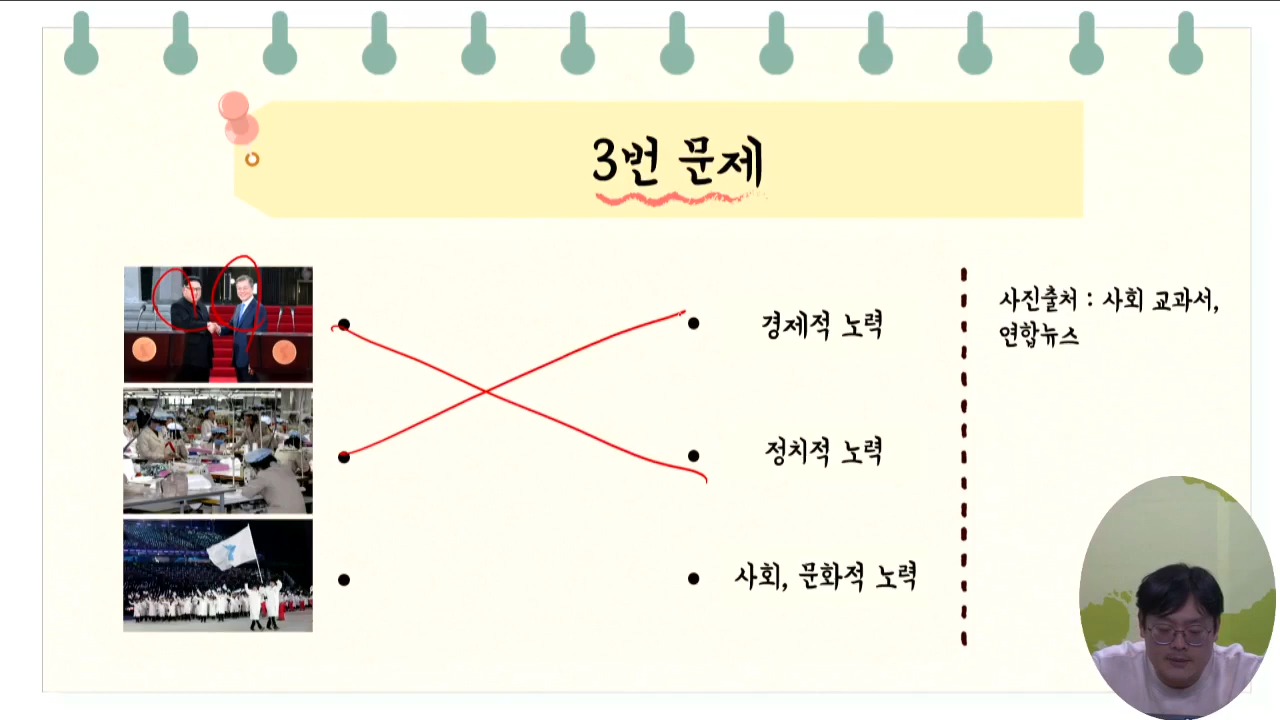 3번 문제
경제적 노력
정치적 노력
사회, 문화적 노력
사진출처 : 사회 교과서,
연합뉴스